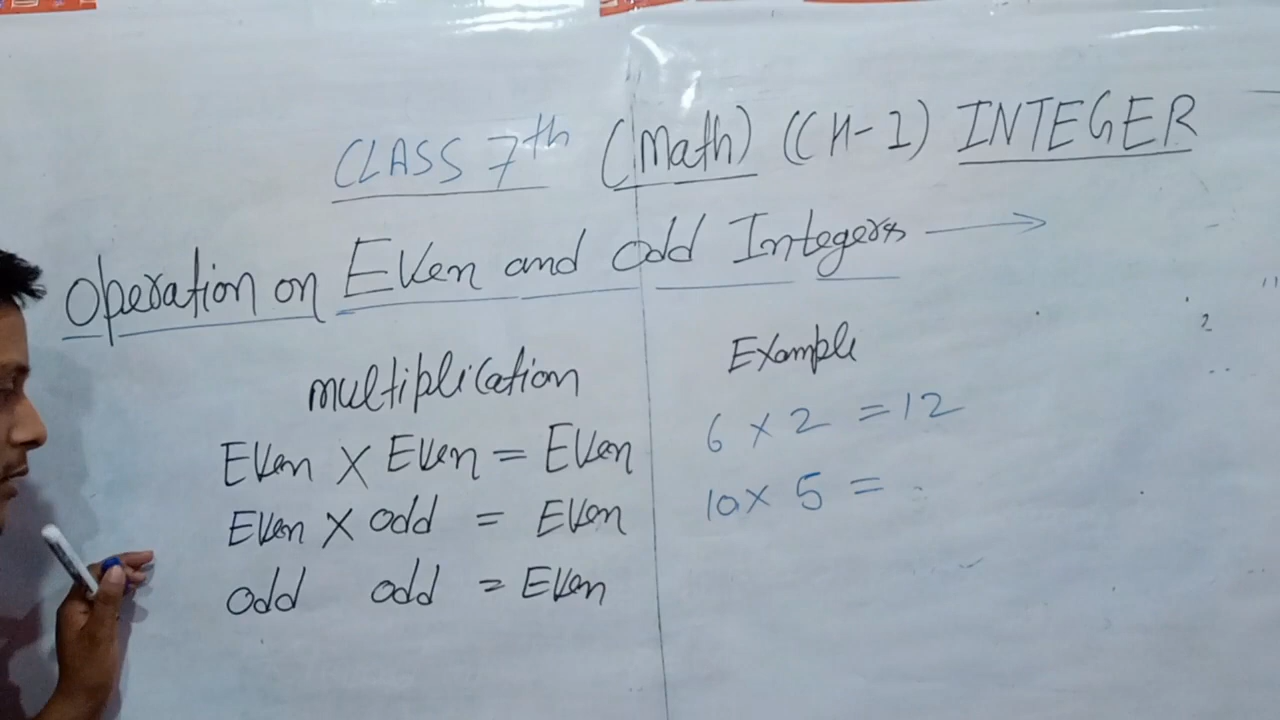 CLASS 7th (Math) (CH-1) INTEGER
Operation on Even and odd Integers →
multiplication
Example
Even × Even = Even
6 × 2 = 12
Even × odd = Even
10 × 5 =
odd odd = Even